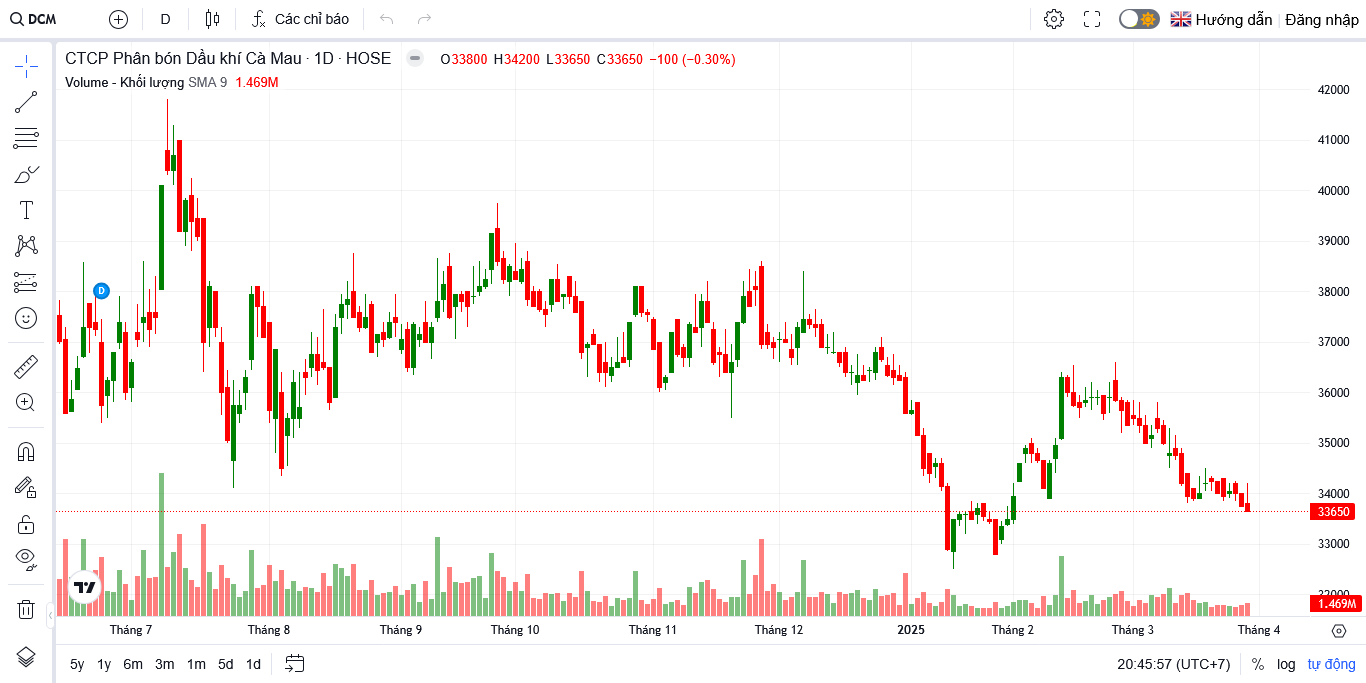 DCM D Các chỉ báo Hướng dẫn Đăng nhập
CTCP Phân bón Dầu khí Cà Mau · 1D · HOSE O33800 H34200 L33650 C33650 −100 (−0.30%)
Volume - Khối lượng SMA 9 1.469M
42000
41000
40000
39000
D
38000
37000
36000
35000
34000
33650
33000
32000
1.469M
Tháng 7 Tháng 8 Tháng 9 Tháng 10 Tháng 11 Tháng 12 2025 Tháng 2 Tháng 3 Tháng 4
5y 1y 6m 3m 1m 5d 1d 20:45:57 (UTC+7) % log tự động